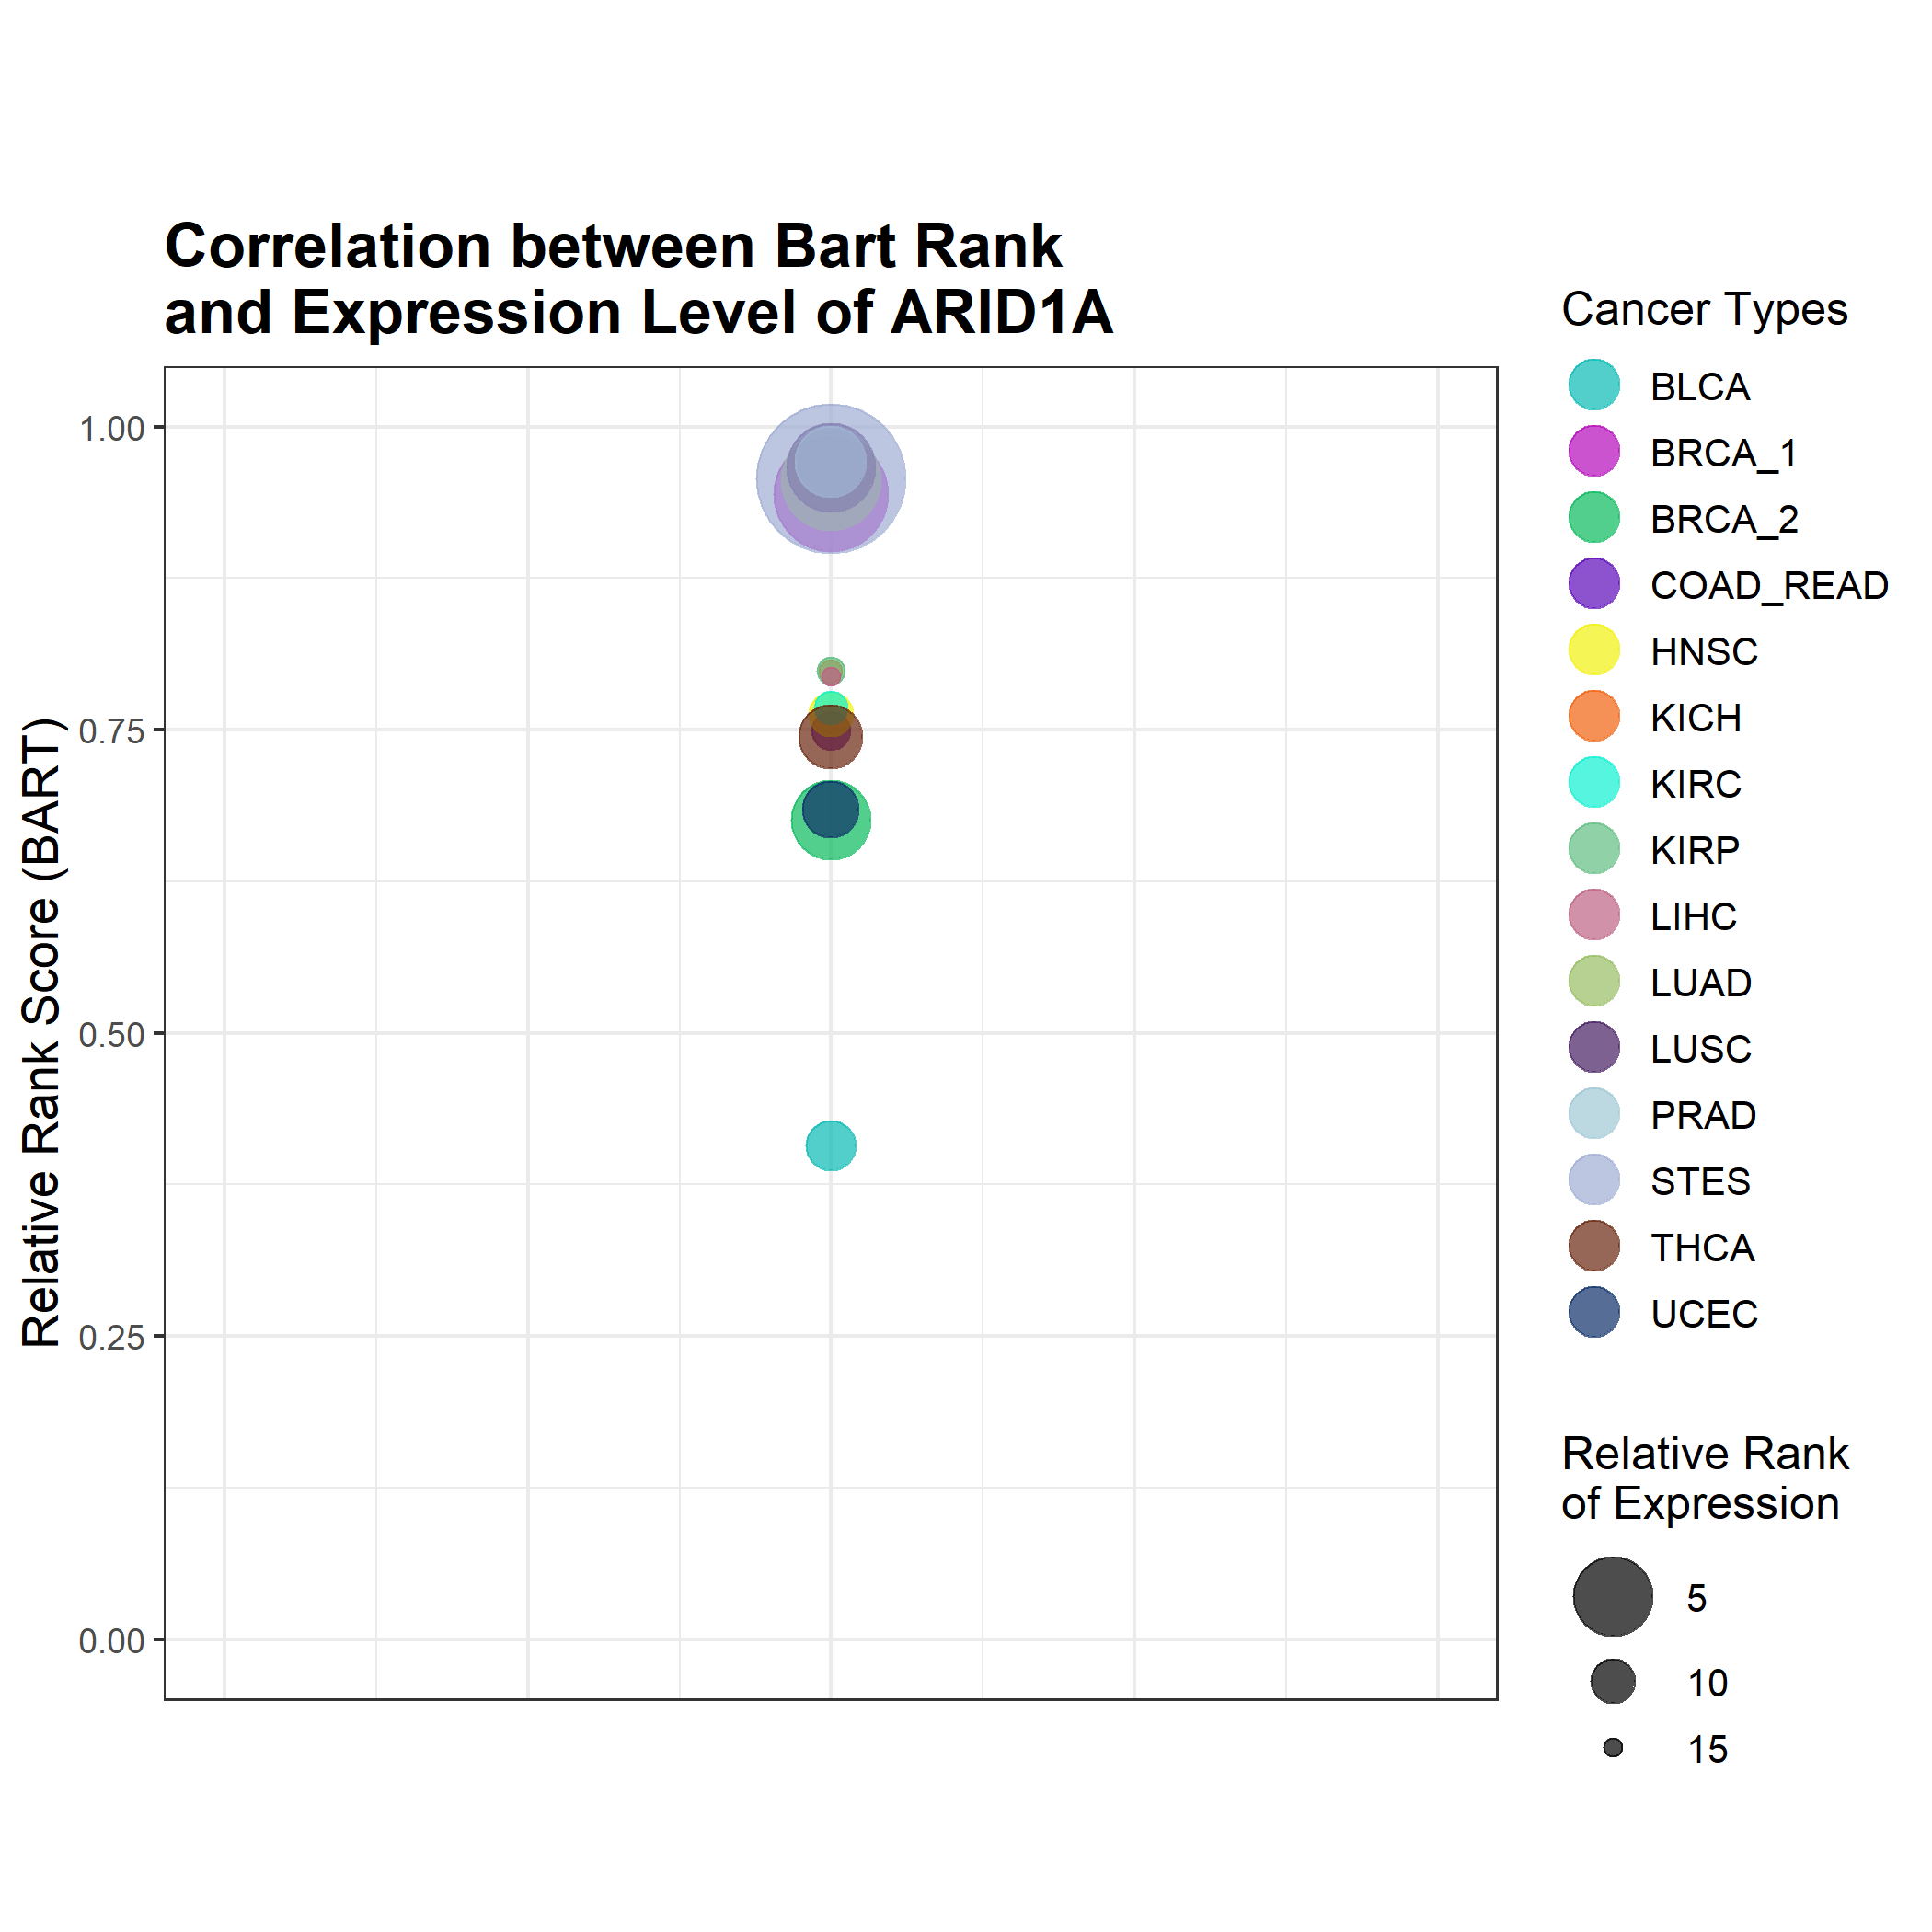 Correlation between Bart Rank
and Expression Level of ARID1A
Relative Rank Score (BART)
1.00
0.75
0.50
0.25
0.00
Cancer Types
BLCA
BRCA_1
BRCA_2
COAD_READ
HNSC
KICH
KIRC
KIRP
LIHC
LUAD
LUSC
PRAD
STES
THCA
UCEC
Relative Rank
of Expression
5
10
15